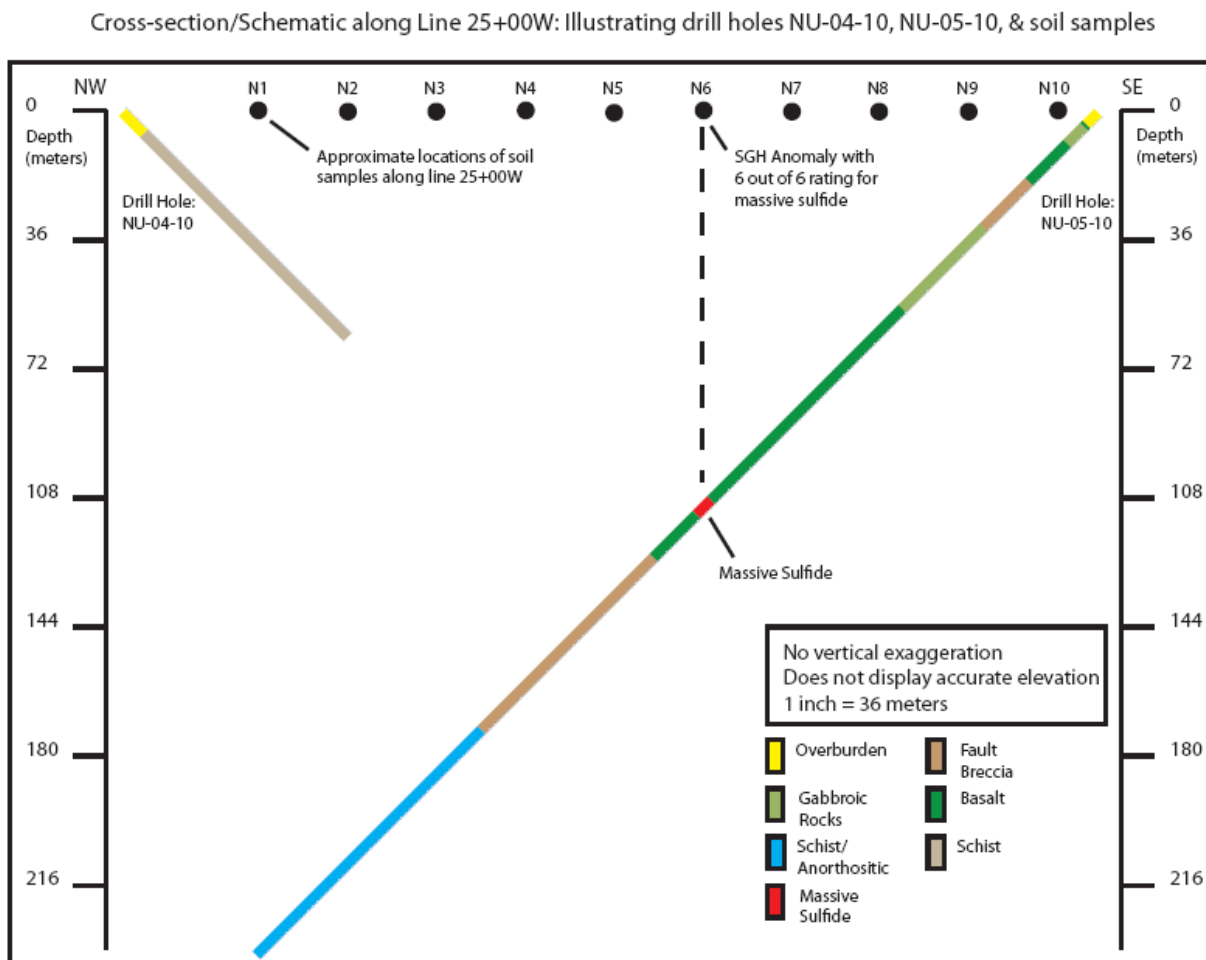 Cross-section/Schematic along Line 25+00W: Illustrating drill holes NU-04-10, NU-05-10, & soil samples
NW
N1
N2
N3
N4
N5
N6
N7
N8
N9
N10
SE
0
0
Depth
(meters)
Depth
(meters)
Approximate locations of soil
samples along line 25+00W
SGH Anomaly with
6 out of 6 rating for
massive sulfide
Drill Hole:
NU-04-10
Drill Hole:
NU-05-10
36
36
72
72
108
108
Massive Sulfide
144
144
No vertical exaggeration
Does not display accurate elevation
1 inch = 36 meters
180
180
Overburden
Fault
Breccia
Gabbroic
Rocks
Basalt
Schist/
Anorthositic
Schist
216
216
Massive
Sulfide